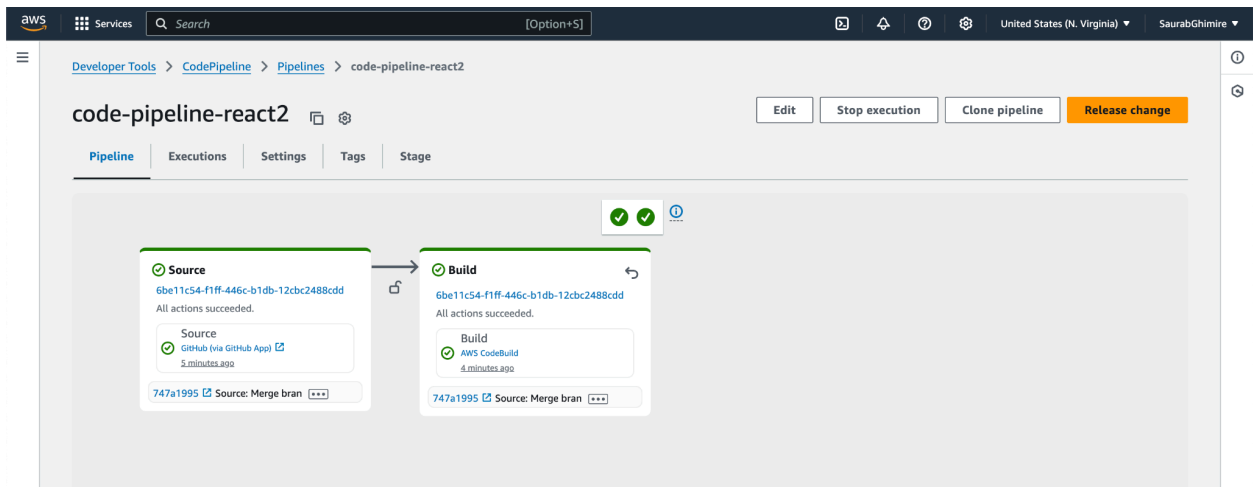 aws Services Search [Option+S] United States (N. Virginia) ▼ SaurabGhimire ▼
Developer Tools > CodePipeline > Pipelines > code-pipeline-react2
code-pipeline-react2
Edit Stop execution Clone pipeline Release change
Pipeline Executions Settings Tags Stage
Source
6be11c54-f1ff-446c-b1db-12cbc2488cdd
All actions succeeded.
Source
GitHub (via GitHub App)
5 minutes ago
747a1995 Source: Merge bran
Build
6be11c54-f1ff-446c-b1db-12cbc2488cdd
All actions succeeded.
Build
AWS CodeBuild
4 minutes ago
747a1995 Source: Merge bran